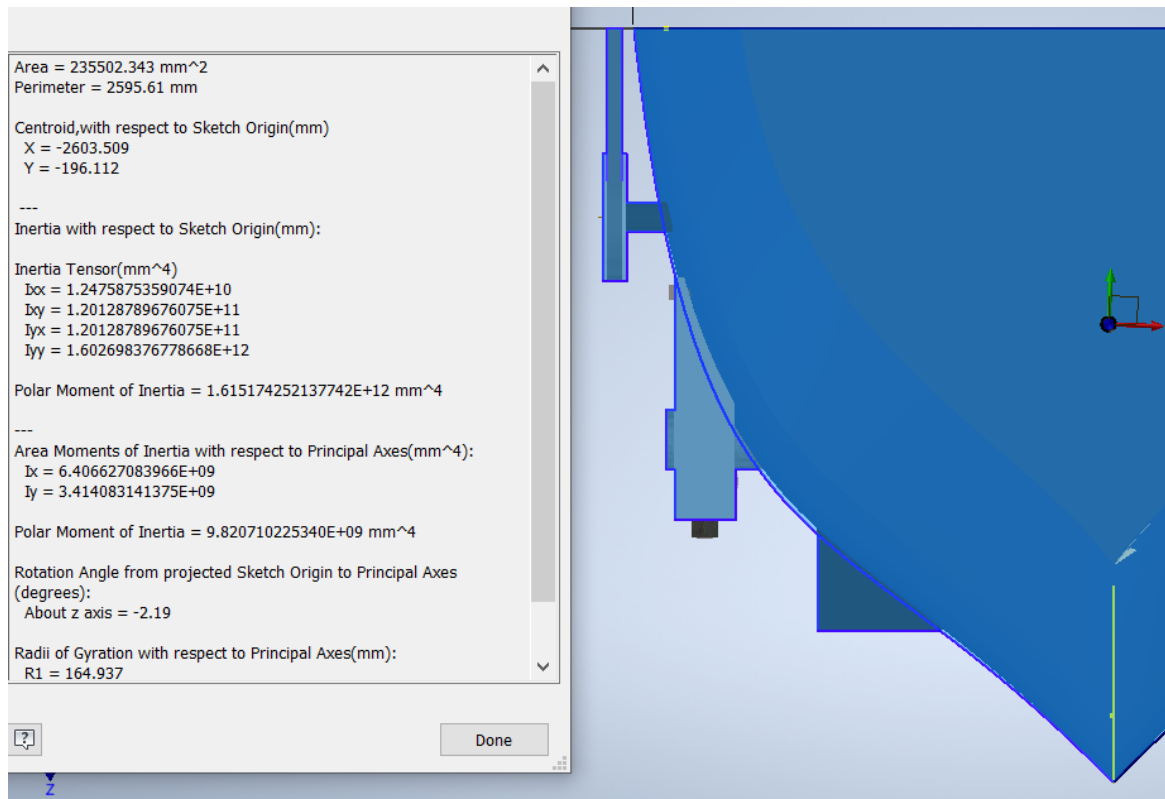 Area = 235502.343 mm^2
Perimeter = 2595.61 mm
Centroid,with respect to Sketch Origin(mm)
X = -2603.509
Y = -196.112
---
Inertia with respect to Sketch Origin(mm):
Inertia Tensor(mm^4)
Ixx = 1.2475875359074E+10
Ixy = 1.20128789676075E+11
Iyx = 1.20128789676075E+11
Iyy = 1.602698376778668E+12
Polar Moment of Inertia = 1.615174252137742E+12 mm^4
---
Area Moments of Inertia with respect to Principal Axes(mm^4):
Ix = 6.406627083966E+09
Iy = 3.414083141375E+09
Polar Moment of Inertia = 9.820710225340E+09 mm^4
Rotation Angle from projected Sketch Origin to Principal Axes
(degrees):
About z axis = -2.19
Radii of Gyration with respect to Principal Axes(mm):
R1 = 164.937
?
Done
Z